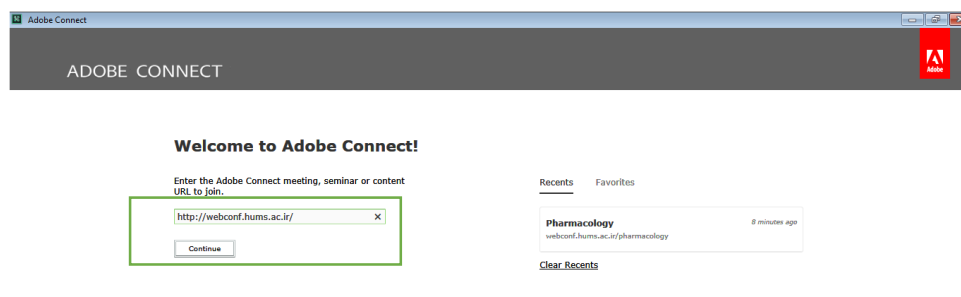 Adobe Connect
ADOBE CONNECT
Adobe
Welcome to Adobe Connect!
Enter the Adobe Connect meeting, seminar or content
URL to join.
http://webconf.hums.ac.ir/
Continue
Recents Favorites
Pharmacology 8 minutes ago
webconf.hums.ac.ir/pharmacology
Clear Recents